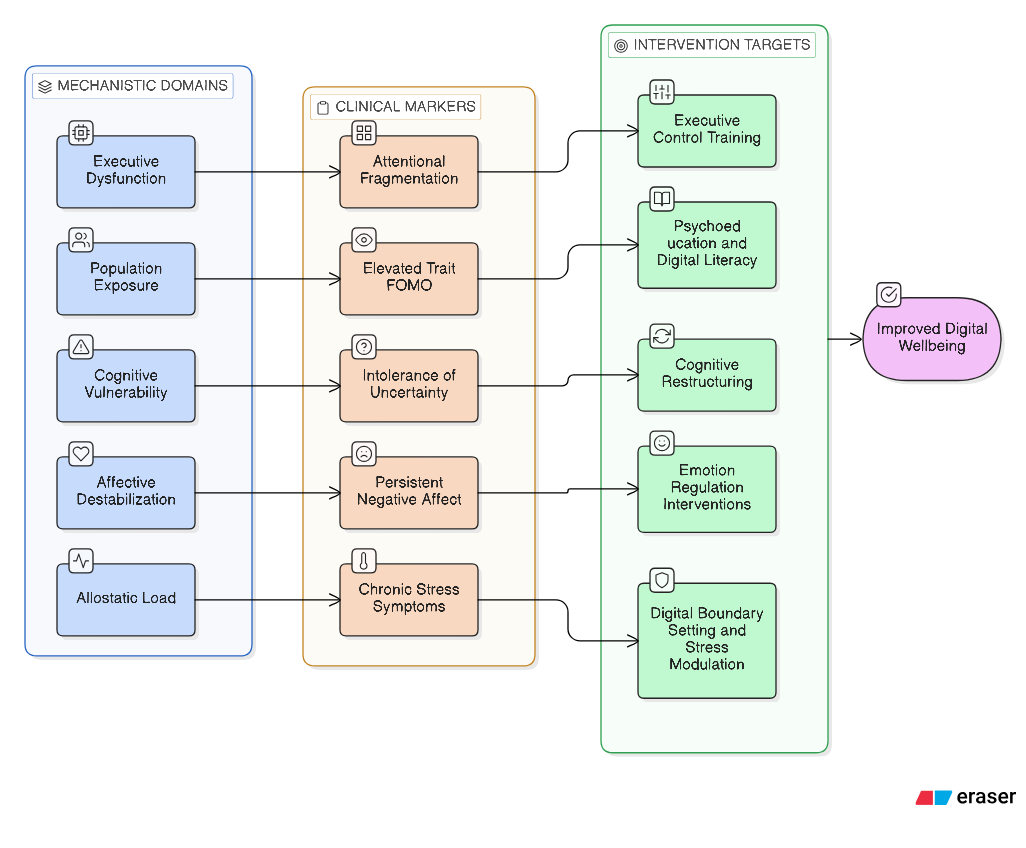 MECHANISTIC DOMAINS
Executive
Dysfunction
Population
Exposure
Cognitive
Vulnerability
Affective
Destabilization
Allostatic Load
CLINICAL MARKERS
Attentional
Fragmentation
Elevated Trait
FOMO
Intolerance of
Uncertainty
Persistent
Negative Affect
Chronic Stress
Symptoms
INTERVENTION TARGETS
Executive
Control Training
Psychoed
ucation and
Digital Literacy
Cognitive
Restructuring
Emotion
Regulation
Interventions
Digital Boundary
Setting and
Stress
Modulation
Improved Digital
Wellbeing
eraser